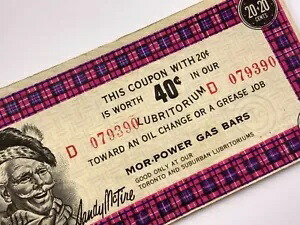 20-20
CENTS
THIS COUPON WITH 20¢
IS WORTH 40¢ IN OUR
LUBRITORIUM
D 079390 D 079390
TOWARD AN OIL CHANGE OR A GREASE JOB
MOR-POWER GAS BARS
GOOD ONLY AT OUR
TORONTO AND SUBURBAN LUBRITORIUMS
Sandy McTire